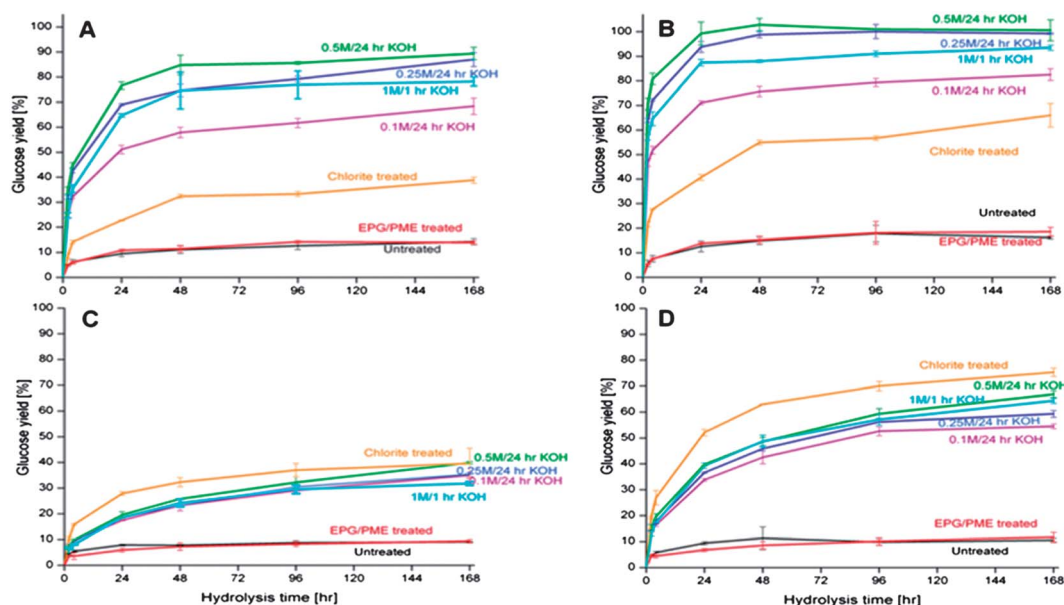 A
100
90
80
70
60
50
40
30
20
10
0
Glucose yield [%]
0.5M/24 hr KOH
0.25M/24 hr KOH
1M/1 hr KOH
0.1M/24 hr KOH
Chlorite treated
EPG/PME treated
Untreated
0 24 48 72 96 120 144 168
B
100
90
80
70
60
50
40
30
20
10
0
Glucose yield [%]
0.5M/24 hr KOH
0.25M/24 hr KOH
1M/1 hr KOH
0.1M/24 hr KOH
Chlorite treated
Untreated
EPG/PME treated
0 24 48 72 96 120 144 168
C
100
90
80
70
60
50
40
30
20
10
0
Glucose yield [%]
Chlorite treated
0.5M/24 hr KOH
0.25M/24 hr KOH
0.1M/24 hr KOH
1M/1 hr KOH
EPG/PME treated
Untreated
0 24 48 72 96 120 144 168
Hydrolysis time [hr]
D
100
90
80
70
60
50
40
30
20
10
0
Glucose yield [%]
Chlorite treated
0.5M/24 hr KOH
1M/1 hr KOH
0.25M/24 hr KOH
0.1M/24 hr KOH
EPG/PME treated
Untreated
0 24 48 72 96 120 144 168
Hydrolysis time [hr]